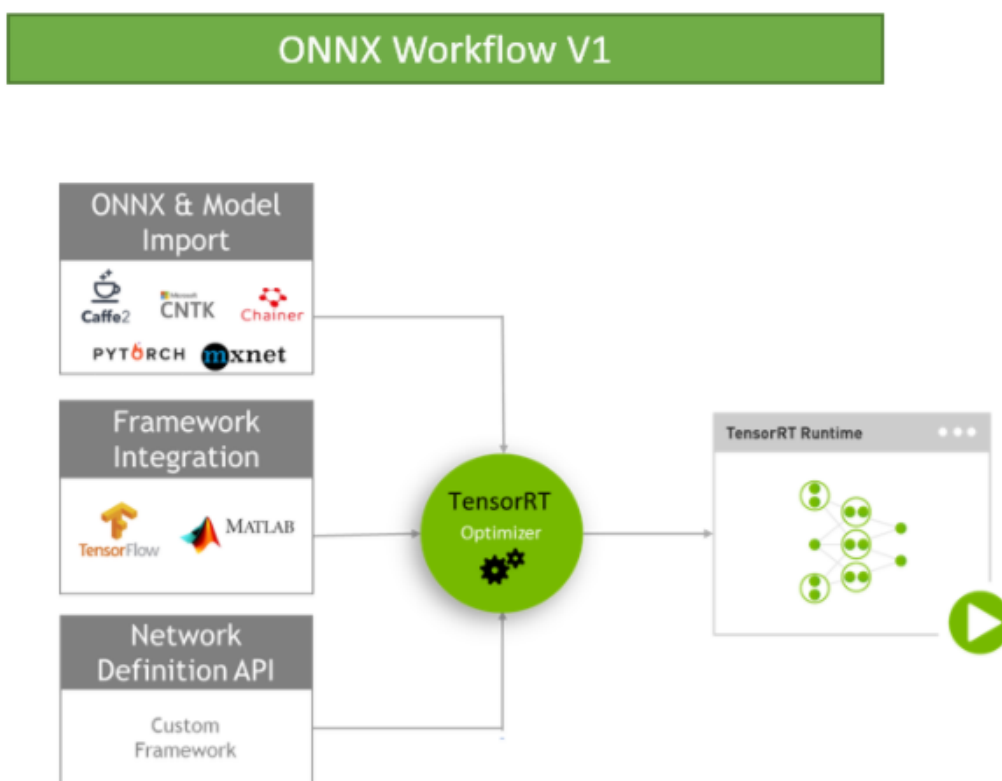 ONNX Workflow V1
ONNX & Model
Import
Caffe2
Microsoft
CNTK
Chainer
PYTORCH
mxnet
Framework
Integration
TensorFlow
MATLAB
Network
Definition API
Custom
Framework
TensorRT
Optimizer
TensorRT Runtime